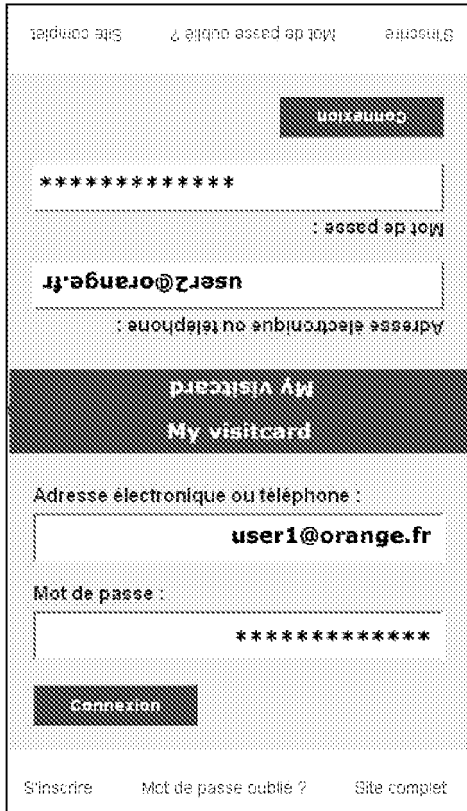 My visitcard
Adresse électronique ou téléphone :
user2@orange.fr
Mot de passe :
*************
Connexion
S'inscrire Mot de passe oublié ? Site complet
My visitcard
Adresse électronique ou téléphone :
user1@orange.fr
Mot de passe :
*************
Connexion
S'inscrire Mot de passe oublié ? Site complet